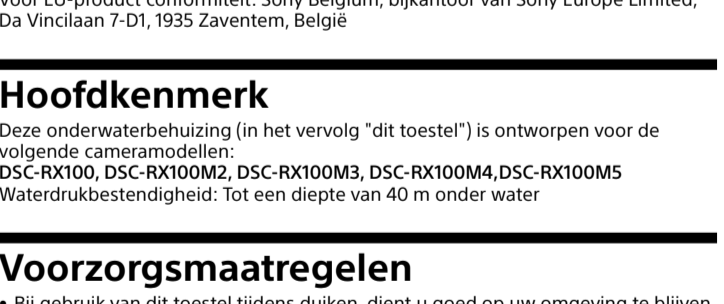 voor EU-product conformiteit: Sony Belgium, bijkantoor van Sony Europe Limited,
Da Vincilaan 7-D1, 1935 Zaventem, België
Hoofdkenmerk
Deze onderwaterbehuizing (in het vervolg "dit toestel") is ontworpen voor de
volgende cameramodellen:
DSC-RX100, DSC-RX100M2, DSC-RX100M3, DSC-RX100M4,DSC-RX100M5
Waterdrukbestendigheid: Tot een diepte van 40 m onder water
Voorzorgsmaatregelen
• Bij gebruik van dit toestel tijdens duiken, dient u goed op uw omgeving te blijven